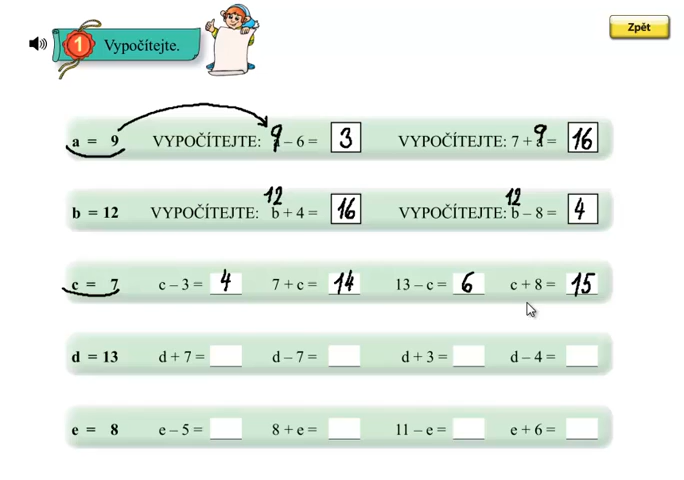 Zpět
1 Vypočítejte.
a = 9 VYPOČÍTEJTE: a – 6 = 3 VYPOČÍTEJTE: 7 + a = 16
9 9
12 12
b = 12 VYPOČÍTEJTE: b + 4 = 16 VYPOČÍTEJTE: b – 8 = 4
c = 7 c – 3 = 4 7 + c = 14 13 – c = 6 c + 8 = 15
d = 13 d + 7 = d – 7 = d + 3 = d – 4 =
e = 8 e – 5 = 8 + e = 11 – e = e + 6 =